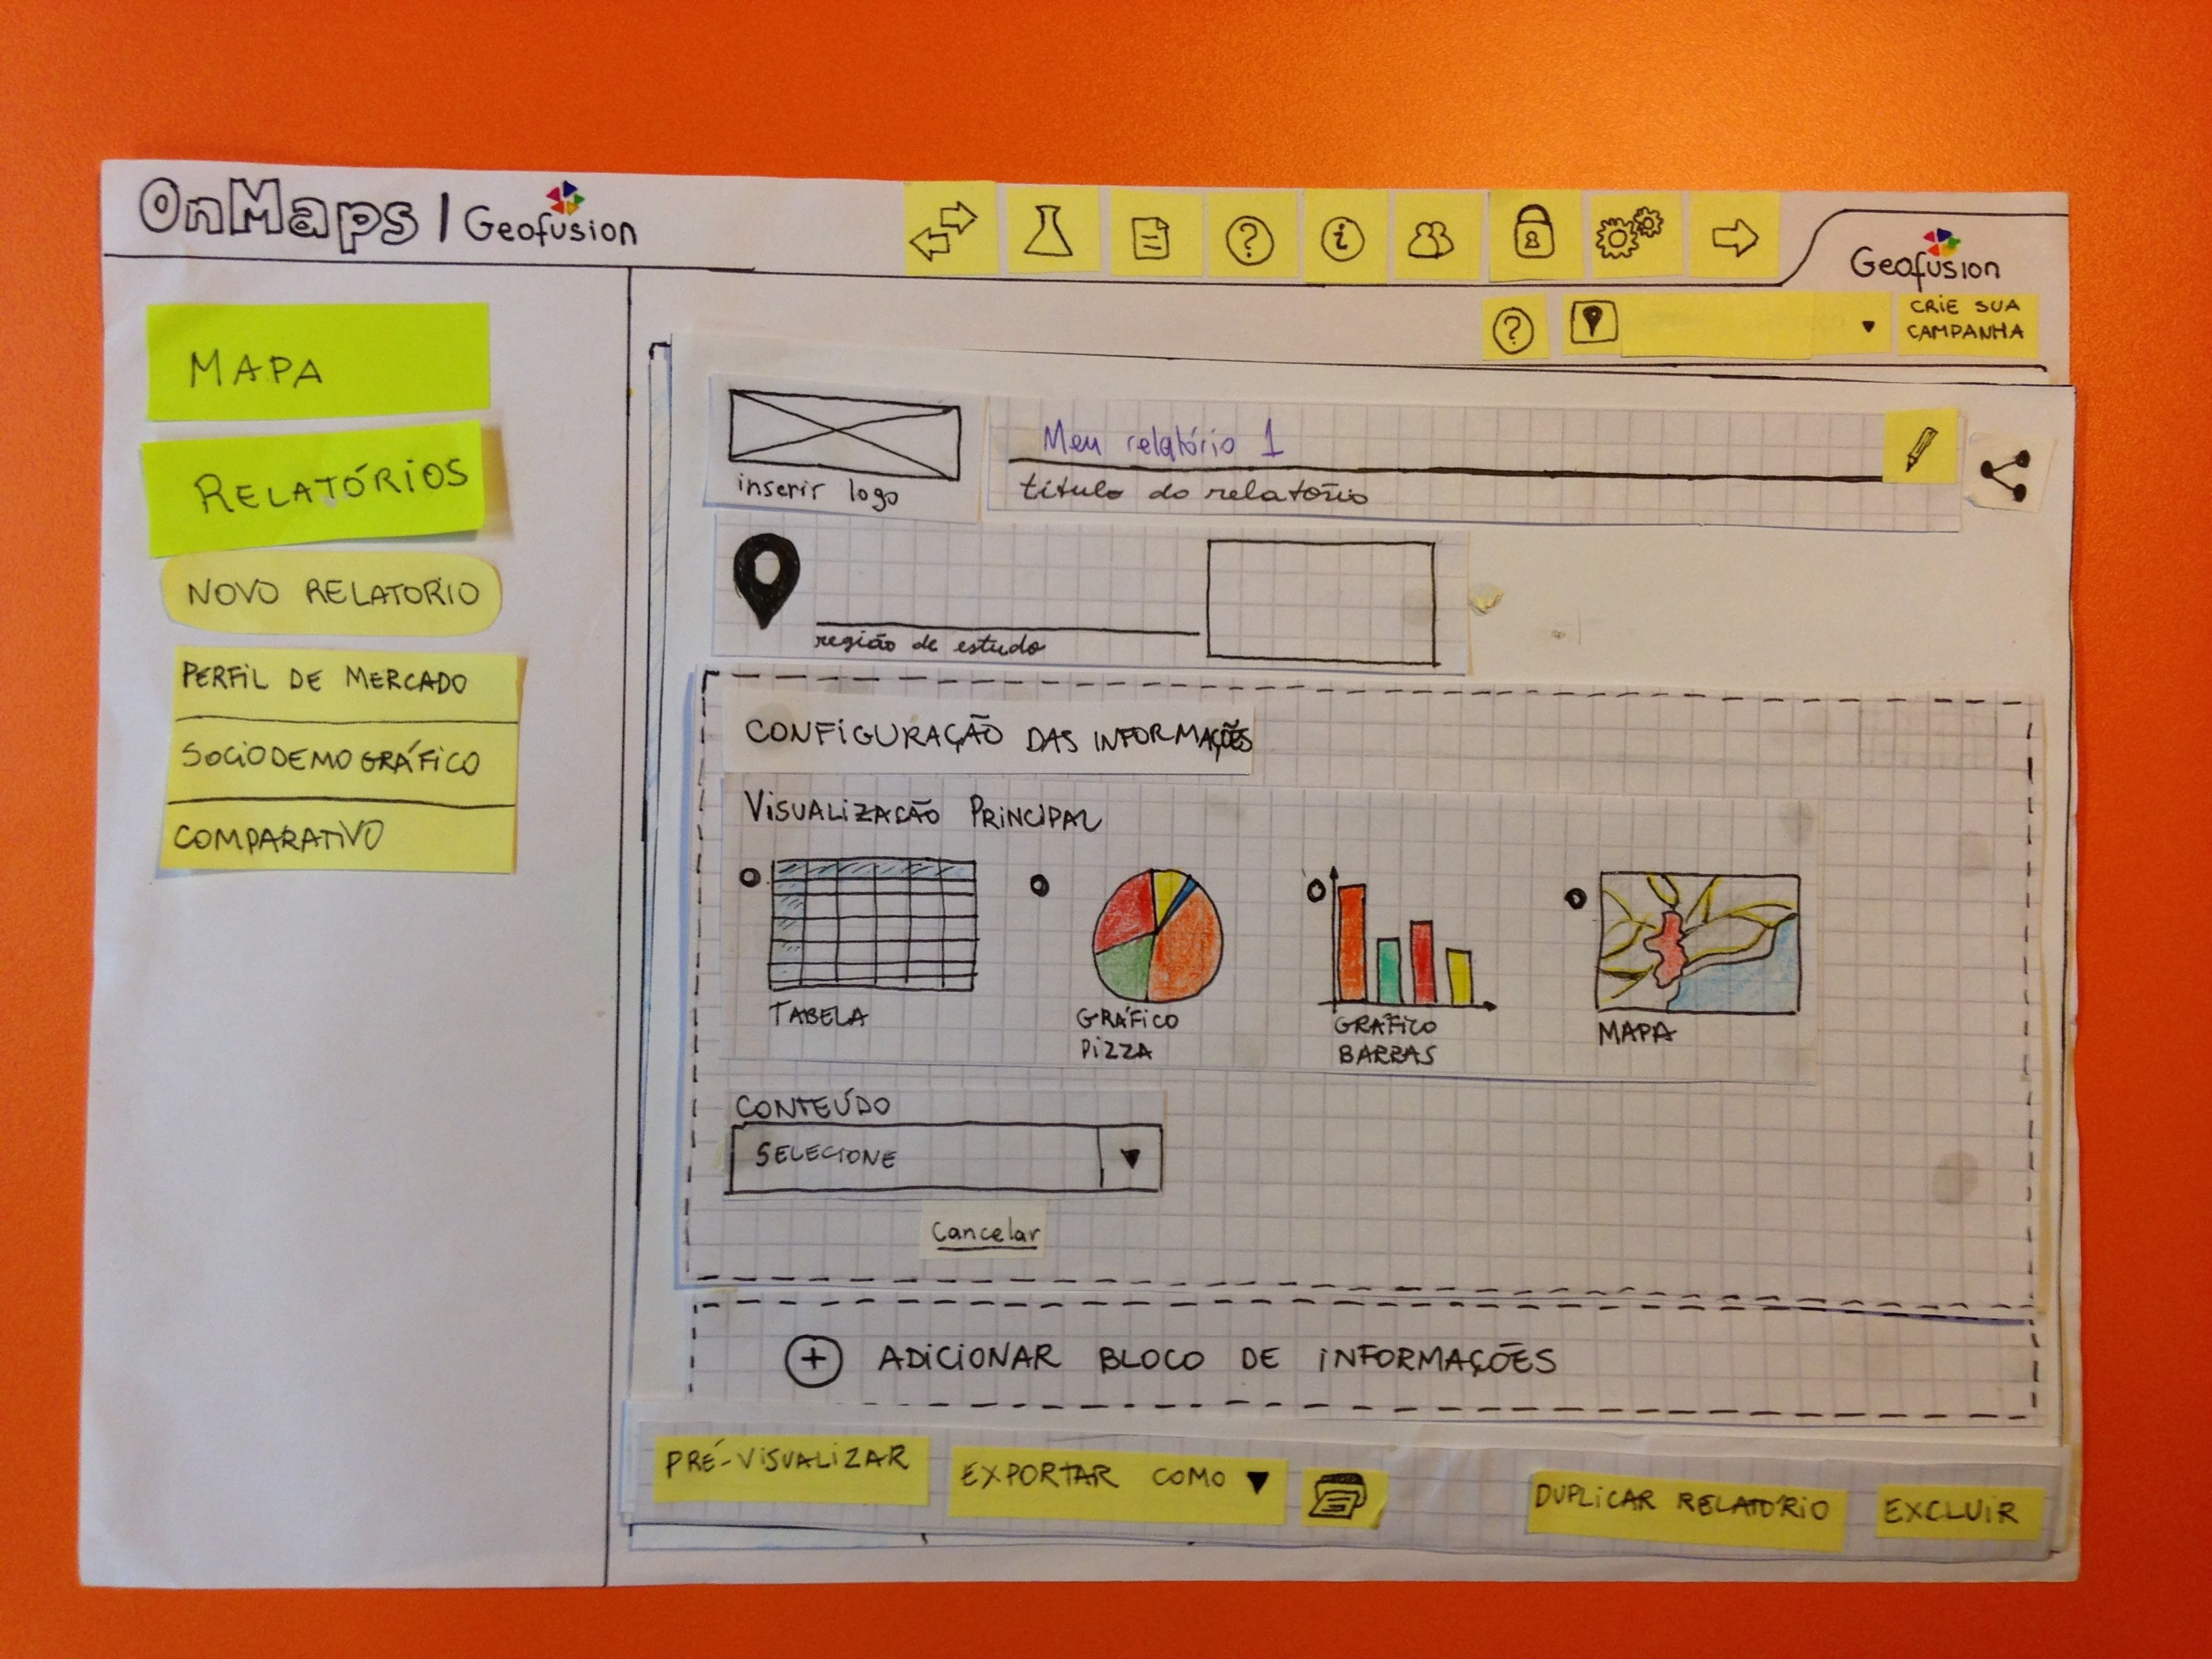 OnMaps | Geofusion
Geofusion
? i
?
CRIE SUA
CAMPANHA
MAPA
RELATÓRIOS
NOVO RELATORIO
PERFIL DE MERCADO
SOCIODEMOGRÁFICO
COMPARATIVO
inserir logo
Meu relatório 1
título do relatório
região de estudo
CONFIGURAÇÃO DAS INFORMAÇÕES
VISUALIZAÇÃO PRINCIPAL
TABELA
GRÁFICO
PIZZA
GRÁFICO
BARRAS
MAPA
CONTEÚDO
SELECIONE
Cancelar
+ ADICIONAR BLOCO DE INFORMAÇÕES
PRÉ-VISUALIZAR
EXPORTAR COMO
DUPLICAR RELATÓRIO
EXCLUIR